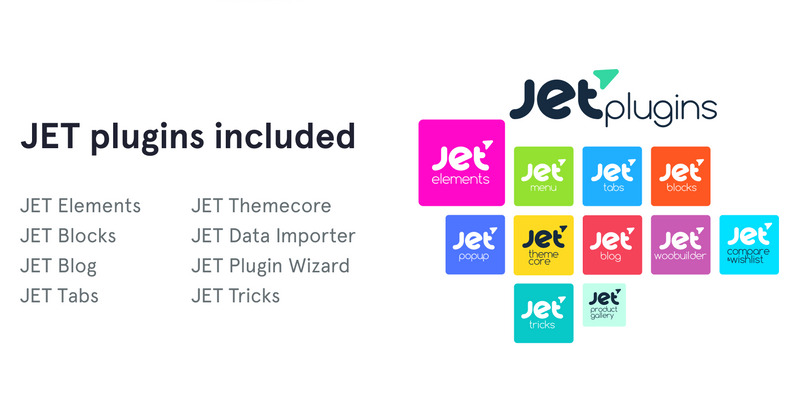 JET plugins included
JET Elements
JET Blocks
JET Blog
JET Tabs
JET Themecore
JET Data Importer
JET Plugin Wizard
JET Tricks
Jet plugins
Jet
elements
Jet
menu
Jet
tabs
Jet
blocks
Jet
popup
Jet
theme
core
Jet
blog
Jet
woobuilder
Jet
compare
&wishlist
Jet
tricks
Jet
product
gallery